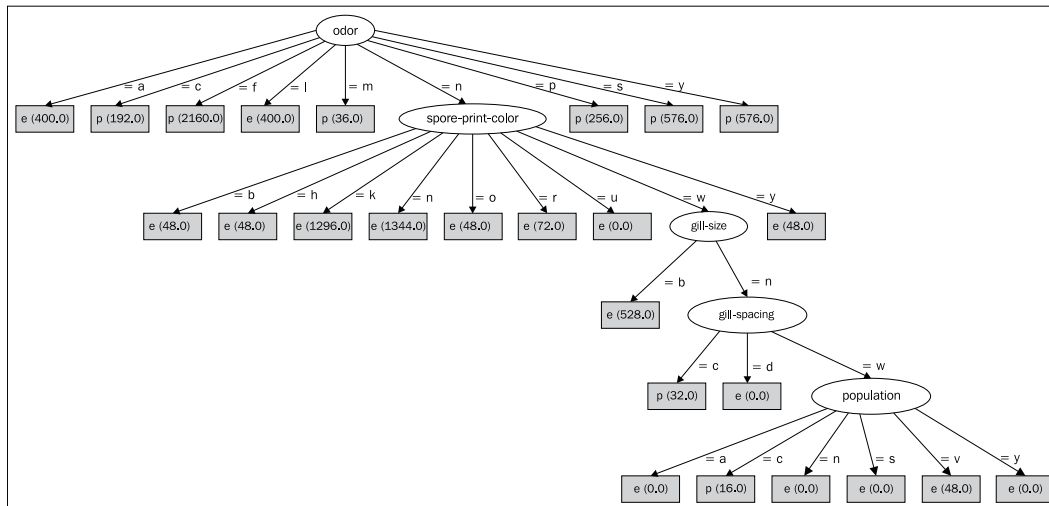 odor
= a = c = f = l = m = n = p = s = y
e (400.0) p (192.0) p (2160.0) e (400.0) p (36.0) spore-print-color p (256.0) p (576.0) p (576.0)
= b = h = k = n = o = r = u = w = y
e (48.0) e (48.0) e (1296.0) e (1344.0) e (48.0) e (72.0) e (0.0) gill-size e (48.0)
= b = n
e (528.0) gill-spacing
= c = d = w
p (32.0) e (0.0) population
= a = c = n = s = v = y
e (0.0) p (16.0) e (0.0) e (0.0) e (48.0) e (0.0)